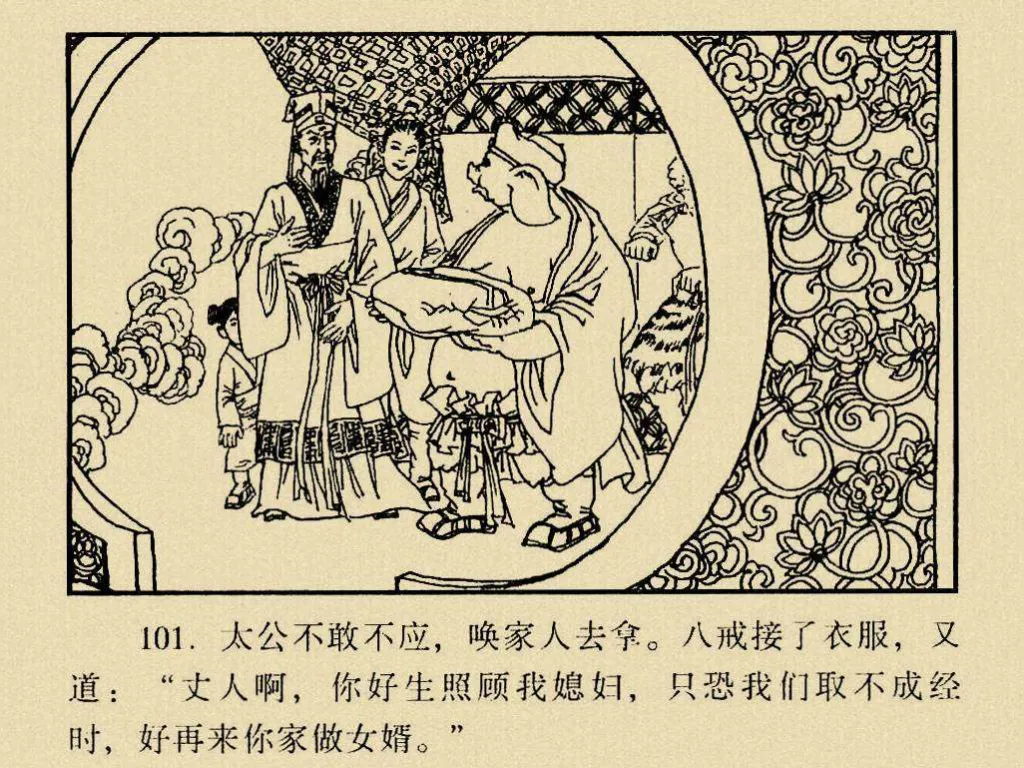 101. 太公不敢不应，唤家人去拿。八戒接了衣服，又
道：“丈人啊，你好生照顾我媳妇，只恐我们取不成经
时，好再来你家做女婿。”